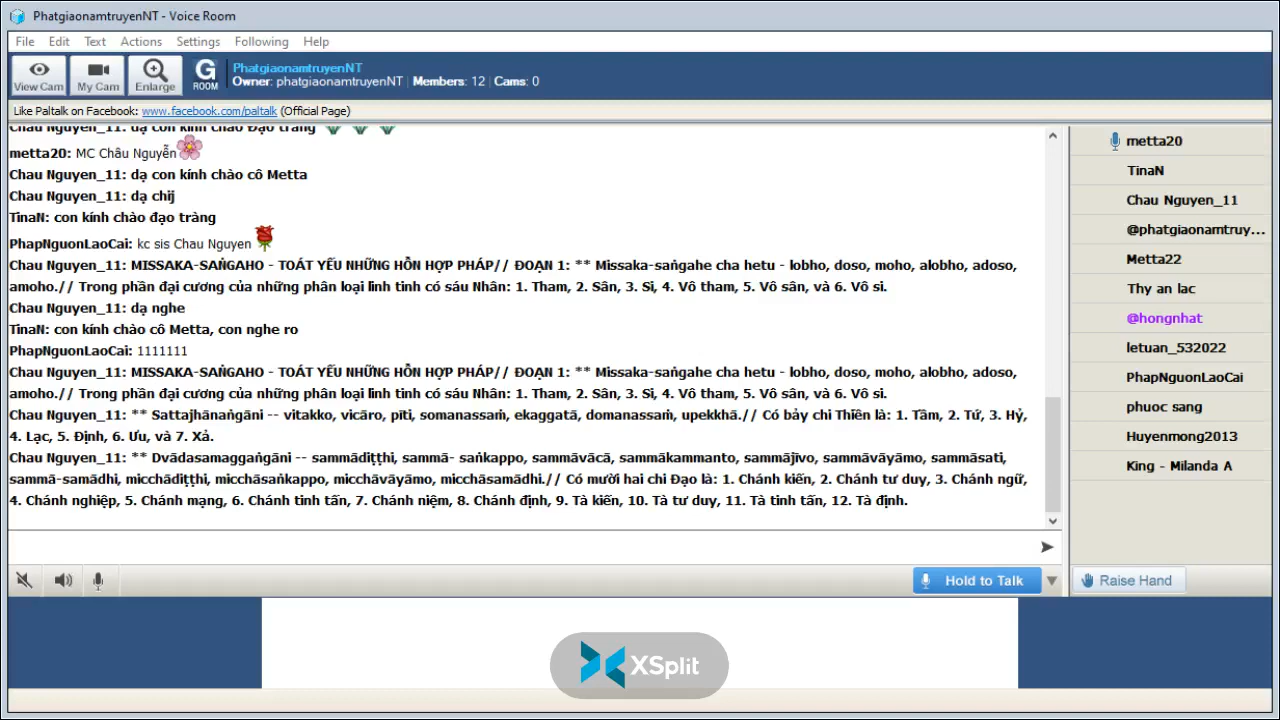 PhatgiaonamtruyenNT - Voice Room
File Edit Text Actions Settings Following Help
View Cam My Cam Enlarge G ROOM
PhatgiaonamtruyenNT
Owner: phatgiaonamtruyenNT Members: 12 Cams: 0
Like Paltalk on Facebook: www.facebook.com/paltalk (Official Page)
Chau Nguyen_11: dạ con kính chào Đạo tràng
metta20: MC Châu Nguyễn
Chau Nguyen_11: dạ con kính chào cô Metta
Chau Nguyen_11: dạ chij
TinaN: con kính chào đạo tràng
PhapNguonLaoCai: kc sis Chau Nguyen
Chau Nguyen_11: MISSAKA-SAṄGAHO - TOÁT YẾU NHỮNG HỖN HỢP PHÁP// ĐOẠN 1: ** Missaka-saṅgahe cha hetu - lobho, doso, moho, alobho, adoso,
amoho.// Trong phần đại cương của những phân loại linh tinh có sáu Nhân: 1. Tham, 2. Sân, 3. Si, 4. Vô tham, 5. Vô sân, và 6. Vô si.
Chau Nguyen_11: dạ nghe
TinaN: con kính chào cô Metta, con nghe ro
PhapNguonLaoCai: 1111111
Chau Nguyen_11: MISSAKA-SAṄGAHO - TOÁT YẾU NHỮNG HỖN HỢP PHÁP// ĐOẠN 1: ** Missaka-saṅgahe cha hetu - lobho, doso, moho, alobho, adoso,
amoho.// Trong phần đại cương của những phân loại linh tinh có sáu Nhân: 1. Tham, 2. Sân, 3. Si, 4. Vô tham, 5. Vô sân, và 6. Vô si.
Chau Nguyen_11: ** Sattajhānaṅgāni -- vitakko, vicāro, pīti, somanassaṁ, ekaggatā, domanassaṁ, upekkhā.// Có bảy chi Thiền là: 1. Tầm, 2. Tứ, 3. Hỷ,
4. Lạc, 5. Định, 6. Ưu, và 7. Xả.
Chau Nguyen_11: ** Dvādasamaggaṅgāni -- sammādiṭṭhi, sammā- saṅkappo, sammāvācā, sammākammanto, sammājīvo, sammāvāyāmo, sammāsati,
sammā-samādhi, micchādiṭṭhi, micchāsaṅkappo, micchāvāyāmo, micchāsamādhi.// Có mười hai chi Đạo là: 1. Chánh kiến, 2. Chánh tư duy, 3. Chánh ngữ,
4. Chánh nghiệp, 5. Chánh mạng, 6. Chánh tinh tấn, 7. Chánh niệm, 8. Chánh định, 9. Tà kiến, 10. Tà tư duy, 11. Tà tinh tấn, 12. Tà định.
metta20
TinaN
Chau Nguyen_11
@phatgiaonamtruy...
Metta22
Thy an lac
@hongnhat
letuan_532022
PhapNguonLaoCai
phuoc sang
Huyenmong2013
King - Milanda A
Hold to Talk
Raise Hand
XSplit